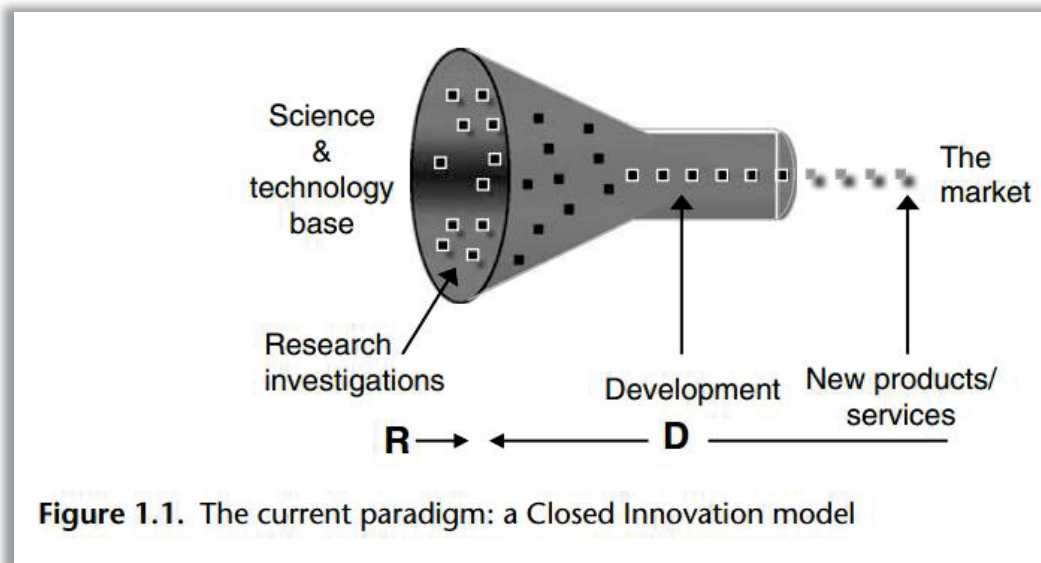 Science
&
technology
base
The
market
Research
investigations
Development
New products/
services
R
D
Figure 1.1. The current paradigm: a Closed Innovation model